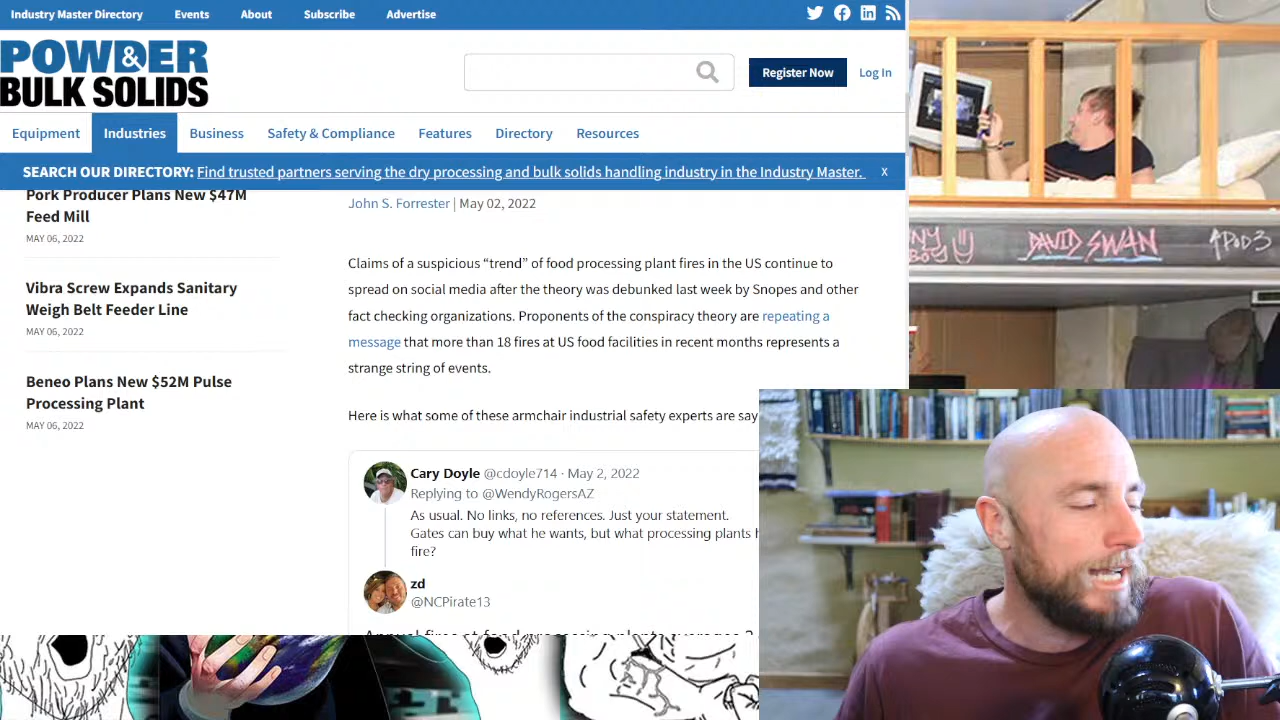 Industry Master Directory Events About Subscribe Advertise
POWDER
&
BULK SOLIDS
Register Now Log In
Equipment Industries Business Safety & Compliance Features Directory Resources
SEARCH OUR DIRECTORY: Find trusted partners serving the dry processing and bulk solids handling industry in the Industry Master. x
Pork Producer Plans New $47M
Feed Mill
MAY 06, 2022
Vibra Screw Expands Sanitary
Weigh Belt Feeder Line
MAY 06, 2022
Beneo Plans New $52M Pulse
Processing Plant
MAY 06, 2022
John S. Forrester | May 02, 2022
Claims of a suspicious “trend” of food processing plant fires in the US continue to
spread on social media after the theory was debunked last week by Snopes and other
fact checking organizations. Proponents of the conspiracy theory are repeating a
message that more than 18 fires at US food facilities in recent months represents a
strange string of events.
Here is what some of these armchair industrial safety experts are say
Cary Doyle @cdoyle714 · May 2, 2022
Replying to @WendyRogersAZ
As usual. No links, no references. Just your statement.
Gates can buy what he wants, but what processing plants
fire?
zd
@NCPirate13
DAVID SWAN